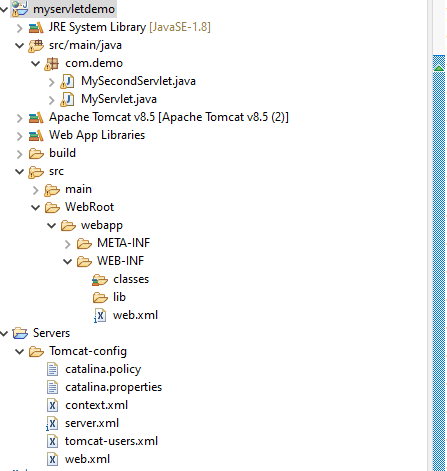 myservletdemo
JRE System Library [JavaSE-1.8]
src/main/java
com.demo
MySecondServlet.java
MyServlet.java
Apache Tomcat v8.5 [Apache Tomcat v8.5 (2)]
Web App Libraries
build
src
main
WebRoot
webapp
META-INF
WEB-INF
classes
lib
web.xml
Servers
Tomcat-config
catalina.policy
catalina.properties
context.xml
server.xml
tomcat-users.xml
web.xml